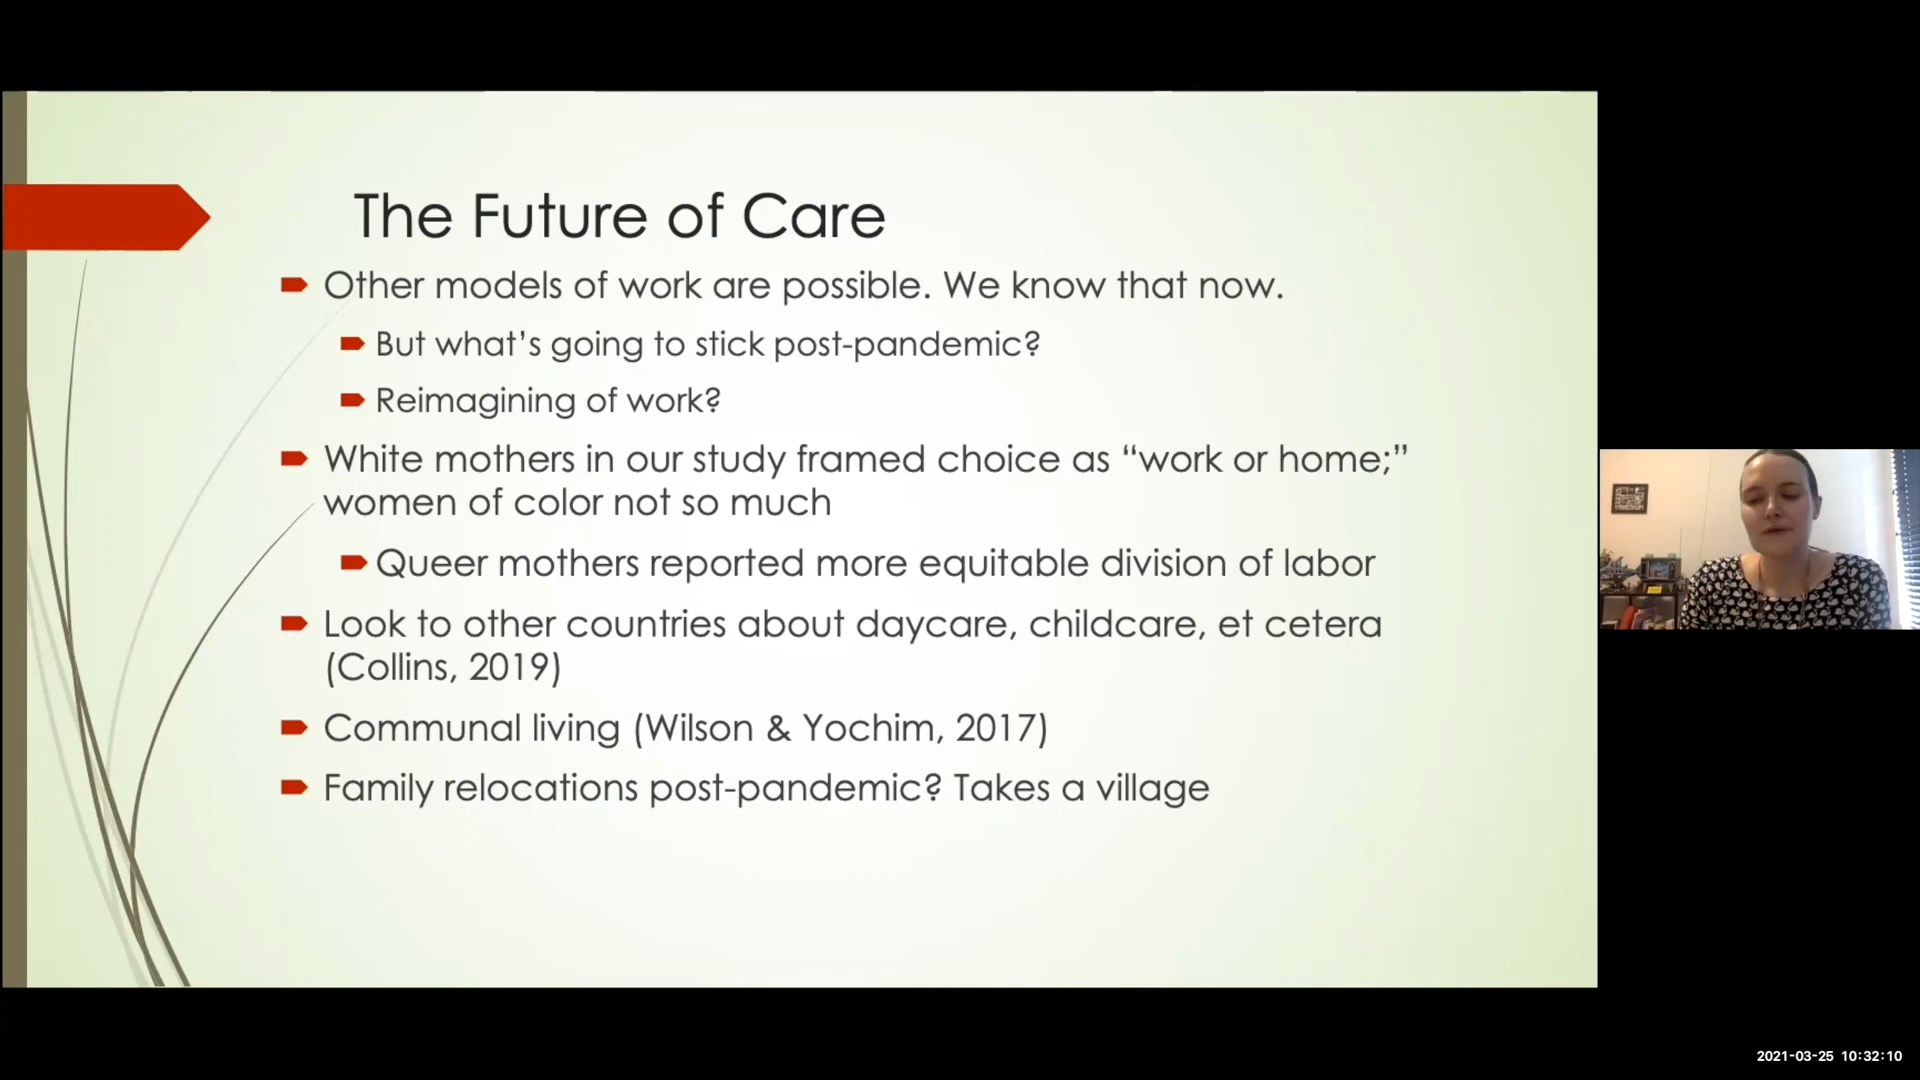 The Future of Care
Other models of work are possible. We know that now.
But what’s going to stick post-pandemic?
Reimagining of work?
White mothers in our study framed choice as “work or home;”
women of color not so much
Queer mothers reported more equitable division of labor
Look to other countries about daycare, childcare, et cetera
(Collins, 2019)
Communal living (Wilson & Yochim, 2017)
Family relocations post-pandemic? Takes a village
2021-03-25 10:32:10